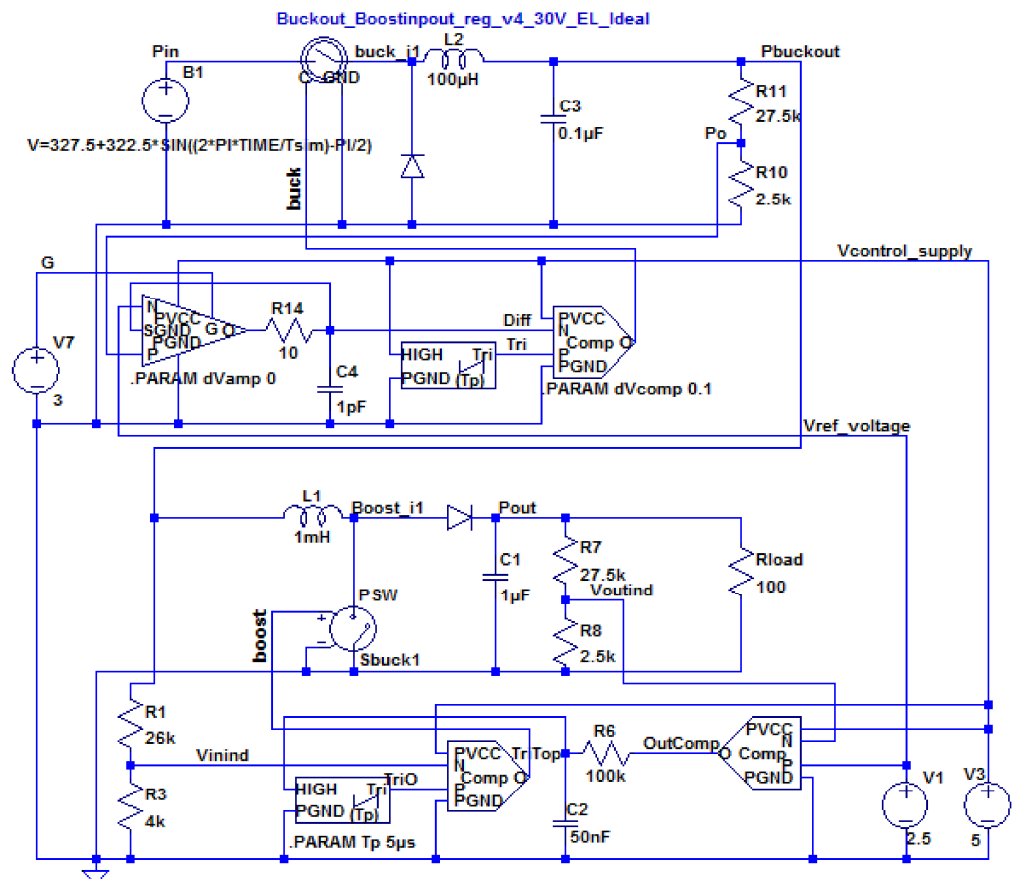 Buckout_Boostinpout_reg_v4_30V_EL_Ideal
Pin
B1
C GND
buck_i1
L2
100µH
Pbuckout
C3
0.1µF
R11
27.5k
Po
R10
2.5k
V=327.5+322.5*SIN((2*PI*TIME/Tsim)-PI/2)
buck
G
Vcontrol_supply
V7
3
N
PVCC
SGND G O
PGND
P
.PARAM dVamp 0
R14
10
C4
1pF
Diff
Tri
HIGH Tri
PGND (Tp)
PVCC
N
Comp O
P
PGND
.PARAM dVcomp 0.1
Vref_voltage
L1
1mH
Boost_i1
Pout
C1
1µF
R7
27.5k
Voutind
R8
2.5k
Rload
100
PSW
+
−
Sbuck1
boost
R1
26k
Vinind
R3
4k
HIGH Tri
PGND (Tp)
TriO
.PARAM Tp 5µs
PVCC
N
Comp O
P
PGND
TriTop
R6
100k
C2
50nF
OutComp
PVCC
N
O Comp
P
PGND
V1
2.5
V3
5